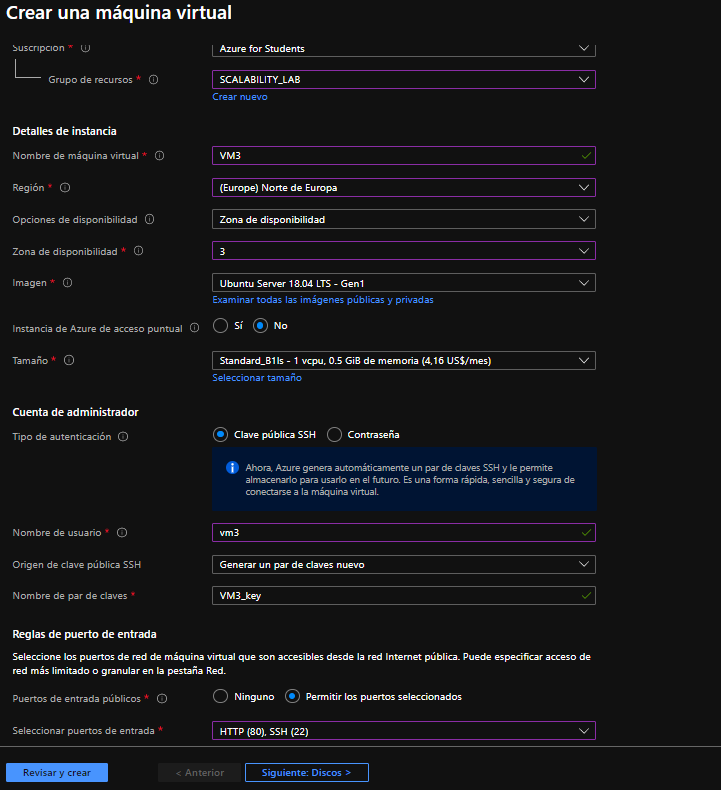 Crear una máquina virtual
Suscripción * Azure for Students
Grupo de recursos * SCALABILITY_LAB
Crear nuevo
Detalles de instancia
Nombre de máquina virtual * VM3
Región * (Europe) Norte de Europa
Opciones de disponibilidad Zona de disponibilidad
Zona de disponibilidad * 3
Imagen * Ubuntu Server 18.04 LTS - Gen1
Examinar todas las imágenes públicas y privadas
Instancia de Azure de acceso puntual Sí No
Tamaño * Standard_B1ls - 1 vcpu, 0.5 GiB de memoria (4,16 US$/mes)
Seleccionar tamaño
Cuenta de administrador
Tipo de autenticación Clave pública SSH Contraseña
Ahora, Azure genera automáticamente un par de claves SSH y le permite
almacenarlo para usarlo en el futuro. Es una forma rápida, sencilla y segura de
conectarse a la máquina virtual.
Nombre de usuario * vm3
Origen de clave pública SSH Generar un par de claves nuevo
Nombre de par de claves * VM3_key
Reglas de puerto de entrada
Seleccione los puertos de red de máquina virtual que son accesibles desde la red Internet pública. Puede especificar acceso de
red más limitado o granular en la pestaña Red.
Puertos de entrada públicos * Ninguno Permitir los puertos seleccionados
Seleccionar puertos de entrada * HTTP (80), SSH (22)
Revisar y crear < Anterior Siguiente: Discos >